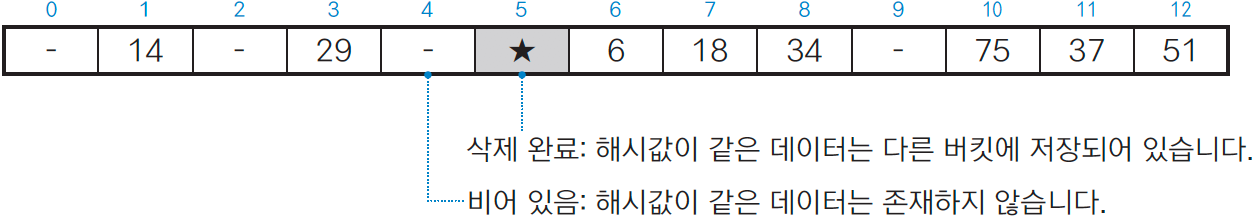 0 1 2 3 4 5 6 7 8 9 10 11 12
- 14 - 29 - ★ 6 18 34 - 75 37 51
삭제 완료: 해시값이 같은 데이터는 다른 버킷에 저장되어 있습니다.
비어 있음: 해시값이 같은 데이터는 존재하지 않습니다.